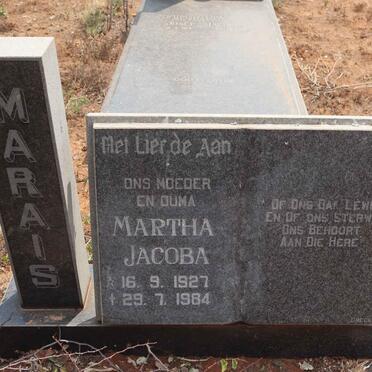 MARAIS
Met Liefde Aan
ONS MOEDER
EN OUMA
MARTHA
JACOBA
* 16. 9. 1927
† 29. 7. 1984
OF ONS DAN LEWE
EN OF ONS STERWE
ONS BEHOORT
AAN DIE HERE